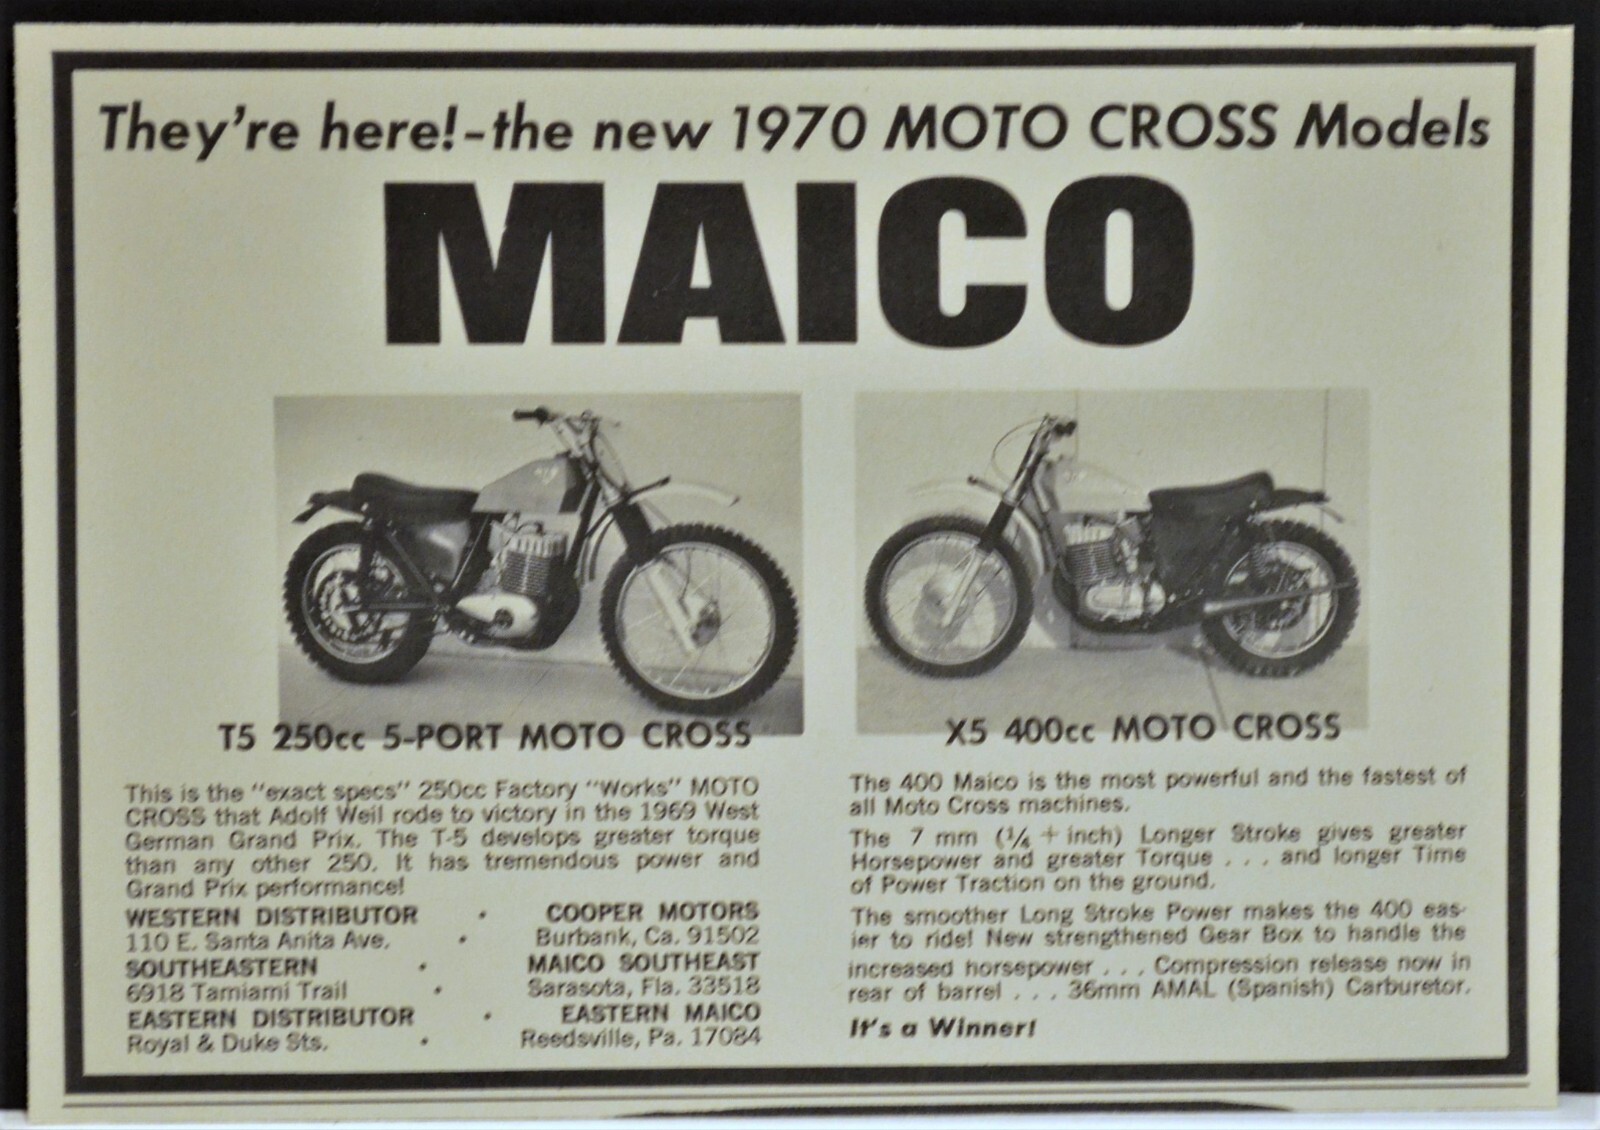 They're here!-the new 1970 MOTO CROSS Models
MAICO
T5 250cc 5-PORT MOTO CROSS
This is the "exact specs" 250cc Factory "Works" MOTO
CROSS that Adolf Weil rode to victory in the 1969 West
German Grand Prix. The T-5 develops greater torque
than any other 250. It has tremendous power and
Grand Prix performance!
WESTERN DISTRIBUTOR • COOPER MOTORS
110 E. Santa Anita Ave. • Burbank, Ca. 91502
SOUTHEASTERN • MAICO SOUTHEAST
6918 Tamiami Trail • Sarasota, Fla. 33518
EASTERN DISTRIBUTOR • EASTERN MAICO
Royal & Duke Sts. • Reedsville, Pa. 17084
X5 400cc MOTO CROSS
The 400 Maico is the most powerful and the fastest of
all Moto Cross machines.
The 7 mm (¼ + inch) Longer Stroke gives greater
Horsepower and greater Torque . . . and longer Time
of Power Traction on the ground.
The smoother Long Stroke Power makes the 400 eas-
ier to ride! New strengthened Gear Box to handle the
increased horsepower . . . Compression release now in
rear of barrel . . . 36mm AMAL (Spanish) Carburetor.
It's a Winner!